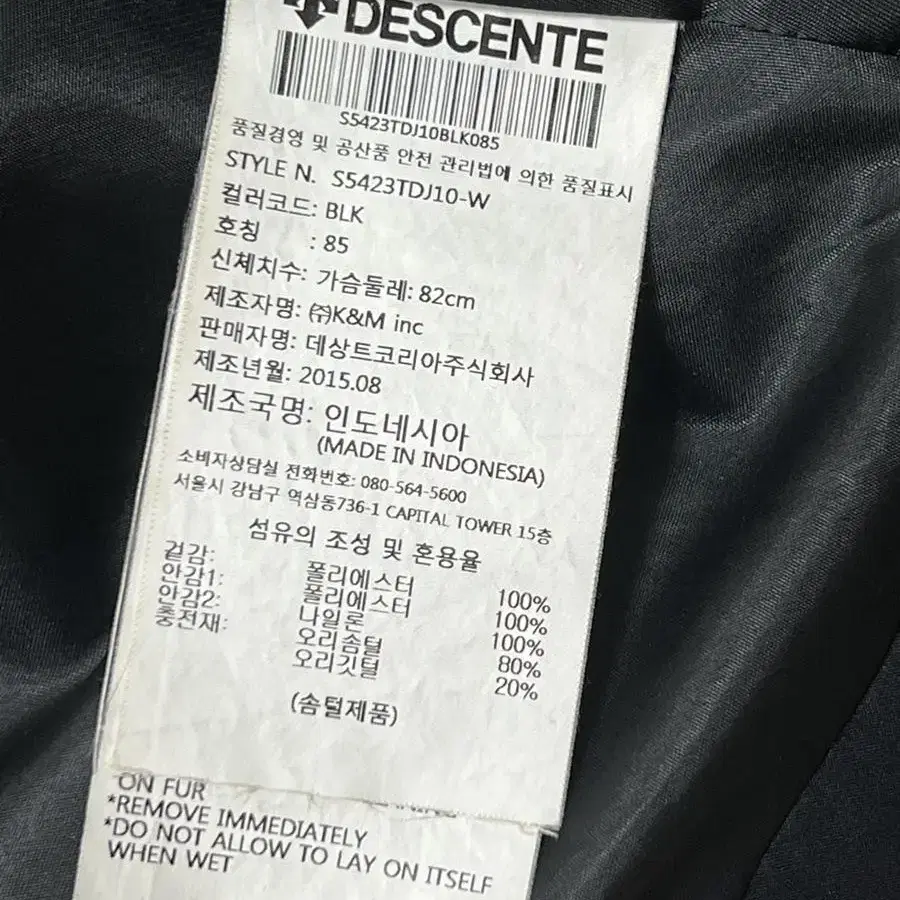 DESCENTE
S5423TDJ10BLK085
품질경영 및 공산품 안전 관리법에 의한 품질표시
STYLE N. S5423TDJ10-W
컬러코드: BLK
호칭 : 85
신체치수: 가슴둘레: 82cm
제조자명: ㈜K&M inc
판매자명: 데상트코리아주식회사
제조년월: 2015.08
제조국명: 인도네시아
(MADE IN INDONESIA)
소비자상담실 전화번호: 080-564-5600
서울시 강남구 역삼동736-1 CAPITAL TOWER 15층
섬유의 조성 및 혼용율
겉감: 폴리에스터 100%
안감1: 폴리에스터 100%
안감2: 나일론 100%
충전재: 오리솜털 80%
오리깃털 20%
(솜털제품)
ON FUR
*REMOVE IMMEDIATELY
*DO NOT ALLOW TO LAY ON ITSELF
WHEN WET